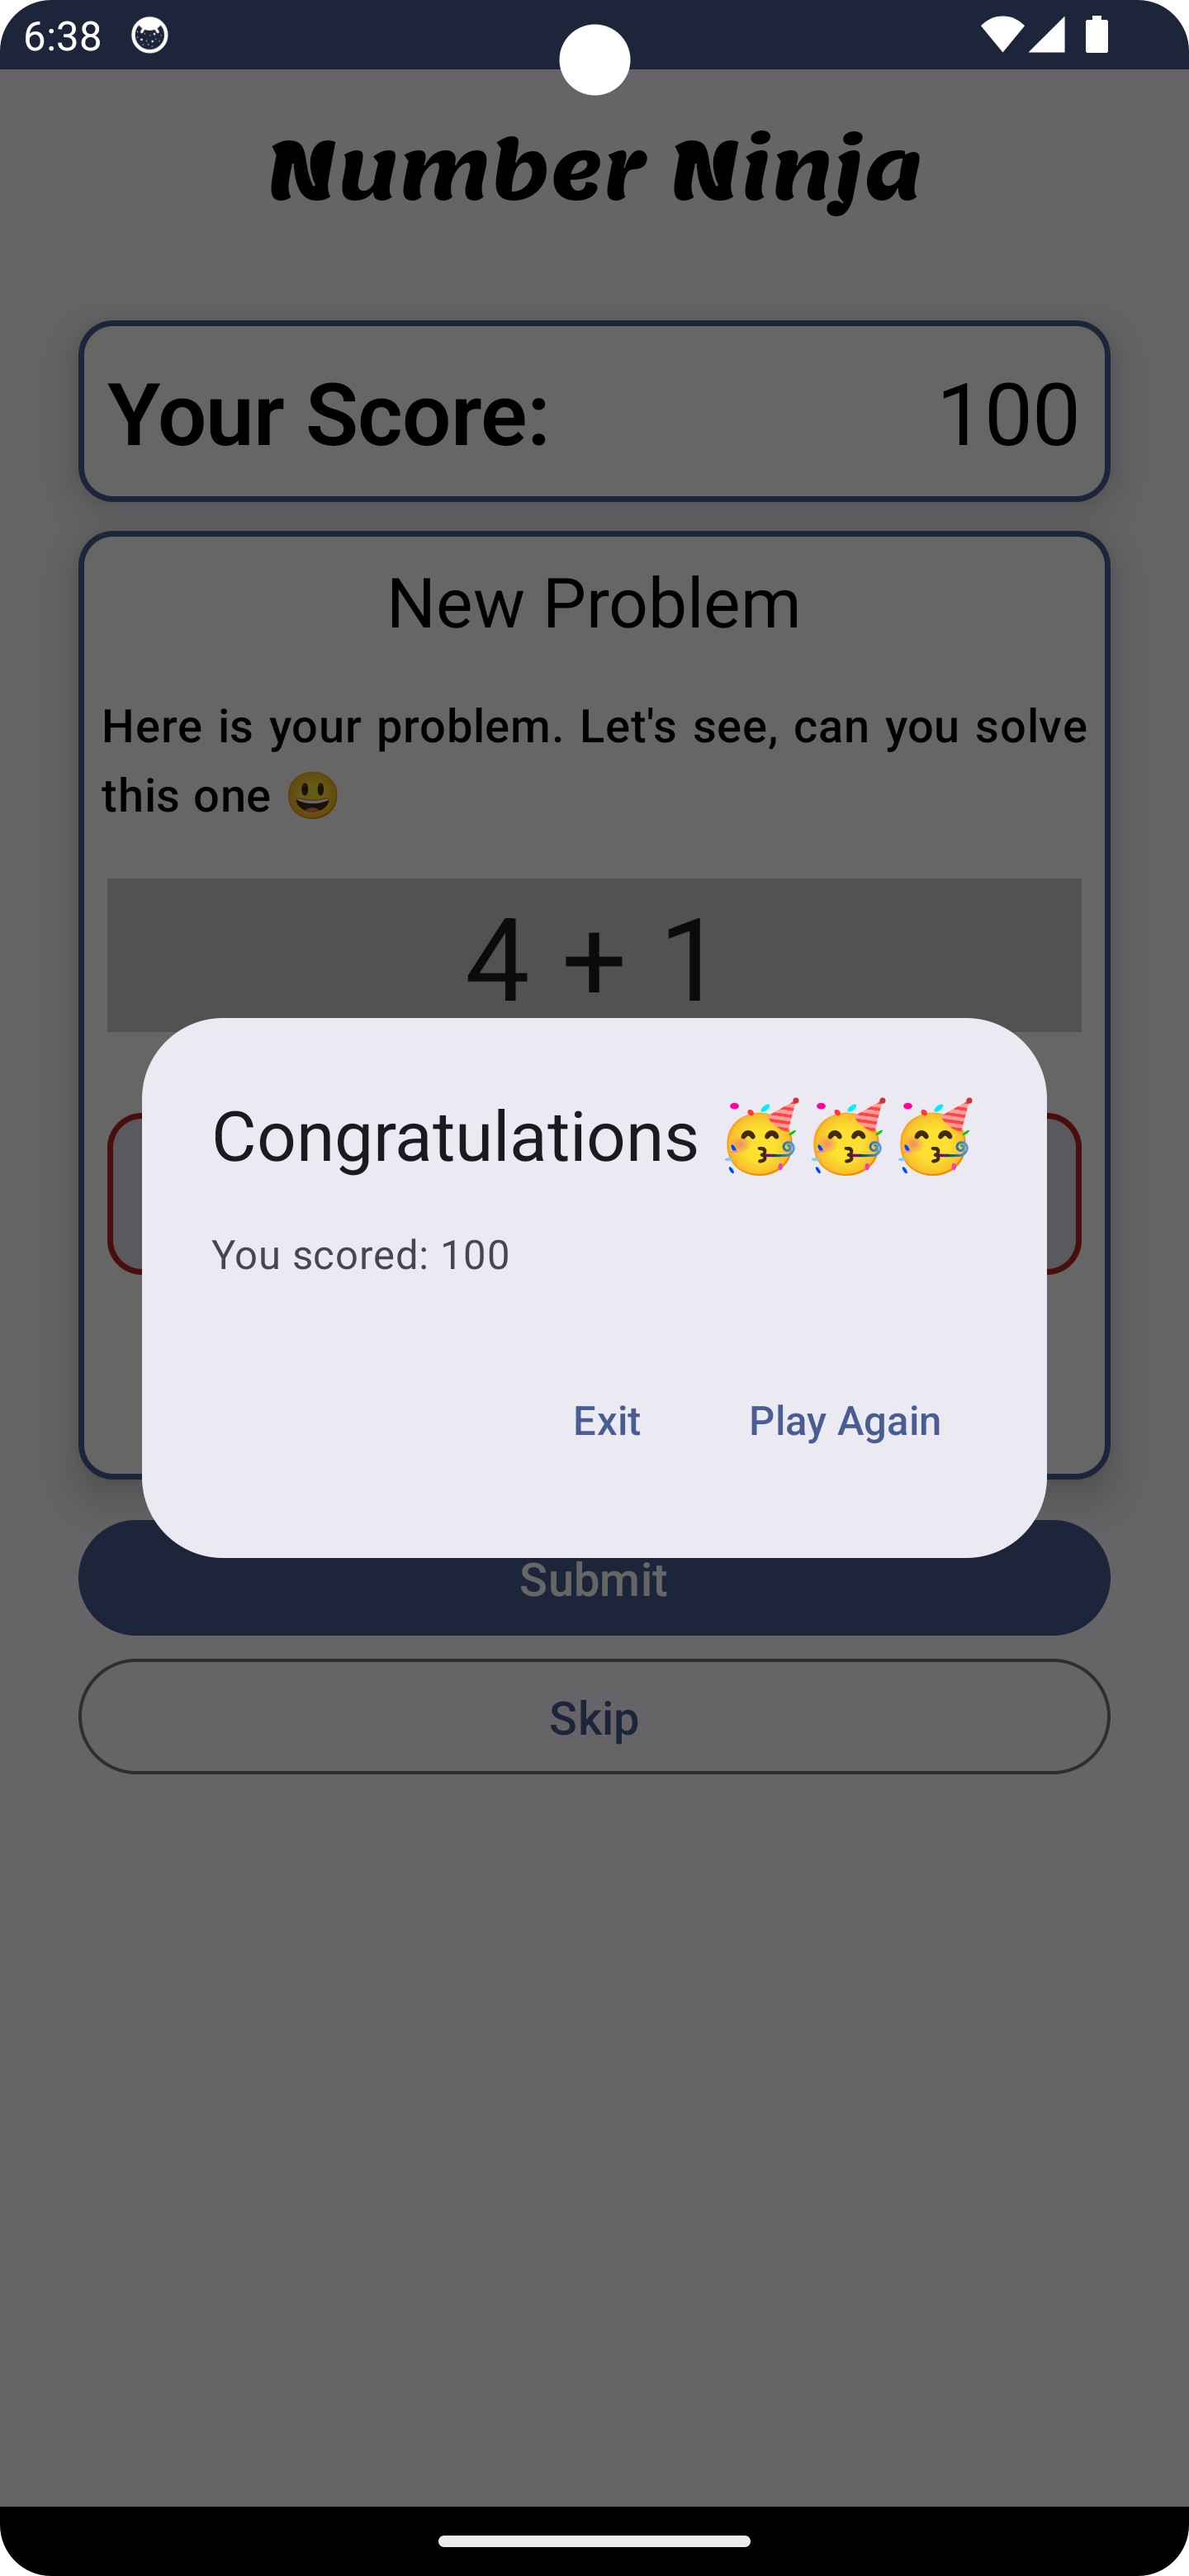 6:38
Number Ninja
Your Score: 100
New Problem
Here is your problem. Let's see, can you solve
this one 😃
4 + 1
Congratulations 🥳🥳🥳
You scored: 100
Exit Play Again
Submit
Skip